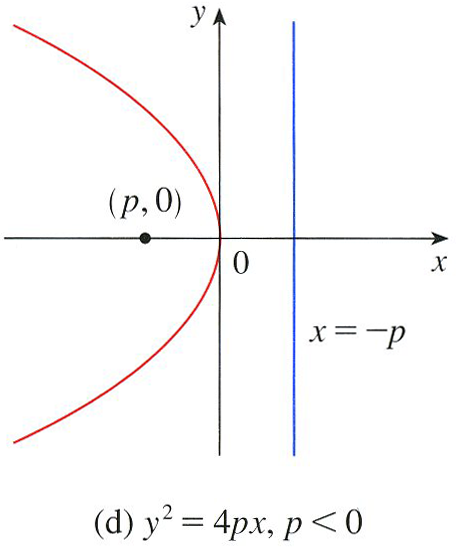 y
(p, 0)
0
x
x = −p
(d) y² = 4px, p < 0